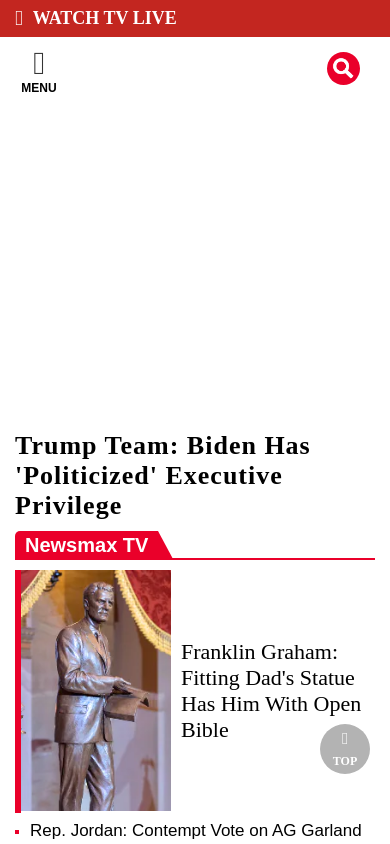 WATCH TV LIVE
MENU
Trump Team: Biden Has
'Politicized' Executive
Privilege
Newsmax TV
Franklin Graham:
Fitting Dad's Statue
Has Him With Open
Bible
TOP
Rep. Jordan: Contempt Vote on AG Garland